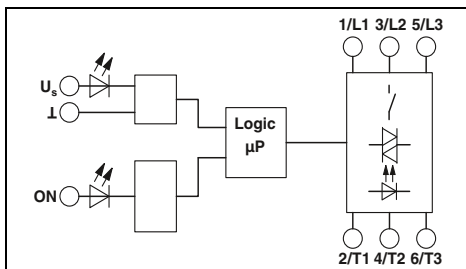 1/L1 3/L2 5/L3
Us
⊥
Logic
µP
ON
2/T1 4/T2 6/T3